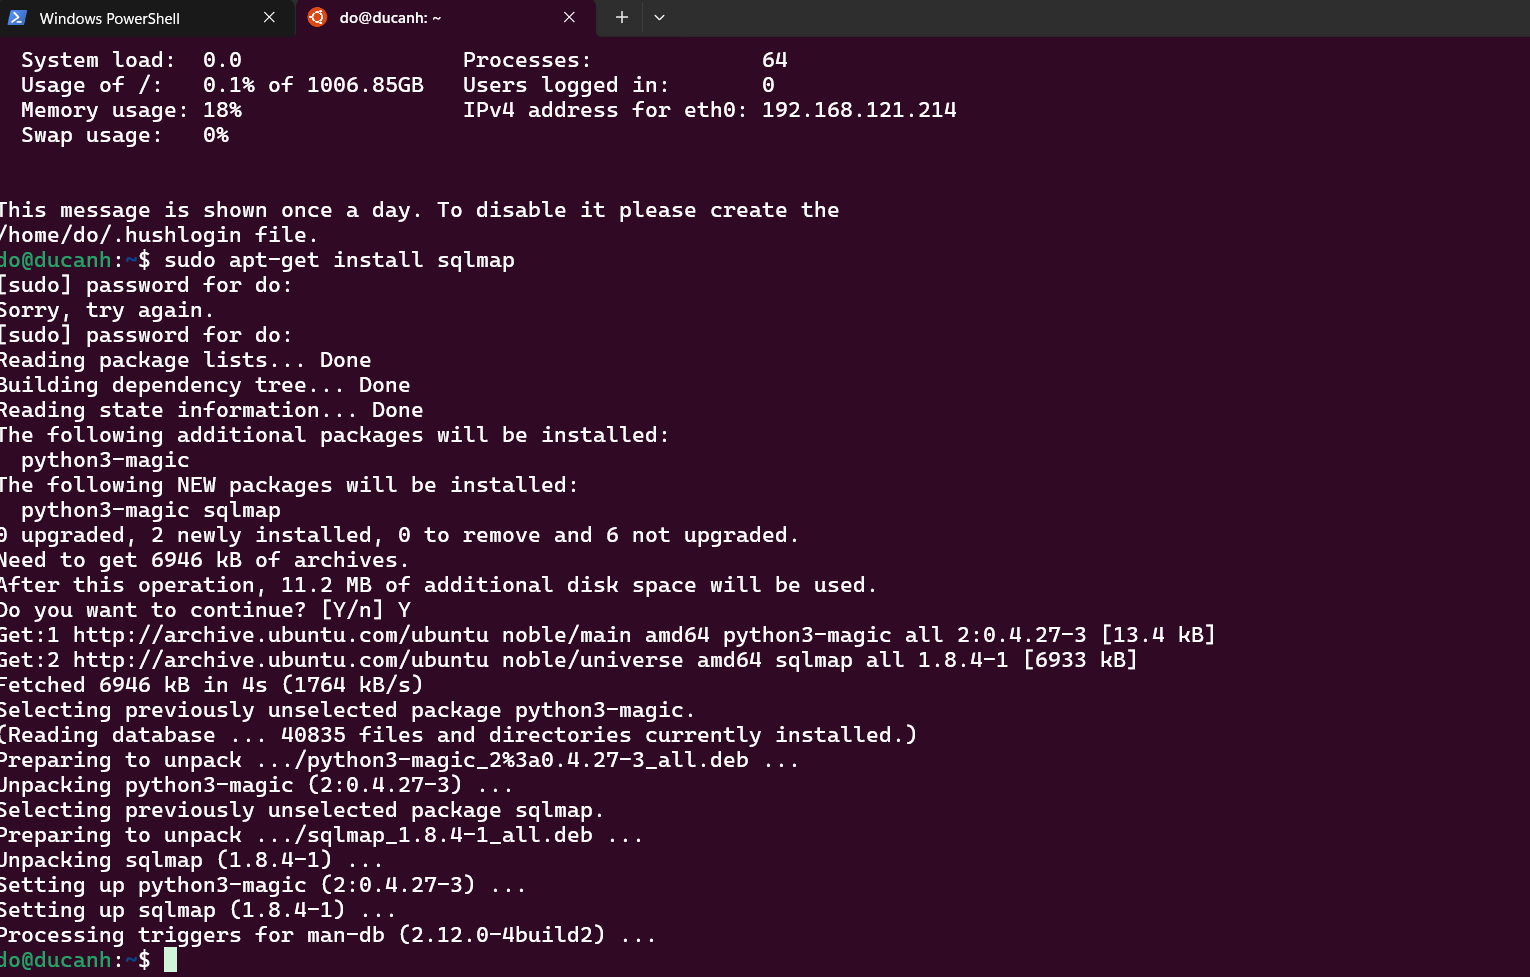 Windows PowerShell
do@ducanh: ~
System load: 0.0 Processes: 64
Usage of /: 0.1% of 1006.85GB Users logged in: 0
Memory usage: 18% IPv4 address for eth0: 192.168.121.214
Swap usage: 0%
This message is shown once a day. To disable it please create the
/home/do/.hushlogin file.
do@ducanh:~$ sudo apt-get install sqlmap
[sudo] password for do:
Sorry, try again.
[sudo] password for do:
Reading package lists... Done
Building dependency tree... Done
Reading state information... Done
The following additional packages will be installed:
python3-magic
The following NEW packages will be installed:
python3-magic sqlmap
0 upgraded, 2 newly installed, 0 to remove and 6 not upgraded.
Need to get 6946 kB of archives.
After this operation, 11.2 MB of additional disk space will be used.
Do you want to continue? [Y/n] Y
Get:1 http://archive.ubuntu.com/ubuntu noble/main amd64 python3-magic all 2:0.4.27-3 [13.4 kB]
Get:2 http://archive.ubuntu.com/ubuntu noble/universe amd64 sqlmap all 1.8.4-1 [6933 kB]
Fetched 6946 kB in 4s (1764 kB/s)
Selecting previously unselected package python3-magic.
(Reading database ... 40835 files and directories currently installed.)
Preparing to unpack .../python3-magic_2%3a0.4.27-3_all.deb ...
Unpacking python3-magic (2:0.4.27-3) ...
Selecting previously unselected package sqlmap.
Preparing to unpack .../sqlmap_1.8.4-1_all.deb ...
Unpacking sqlmap (1.8.4-1) ...
Setting up python3-magic (2:0.4.27-3) ...
Setting up sqlmap (1.8.4-1) ...
Processing triggers for man-db (2.12.0-4build2) ...
do@ducanh:~$